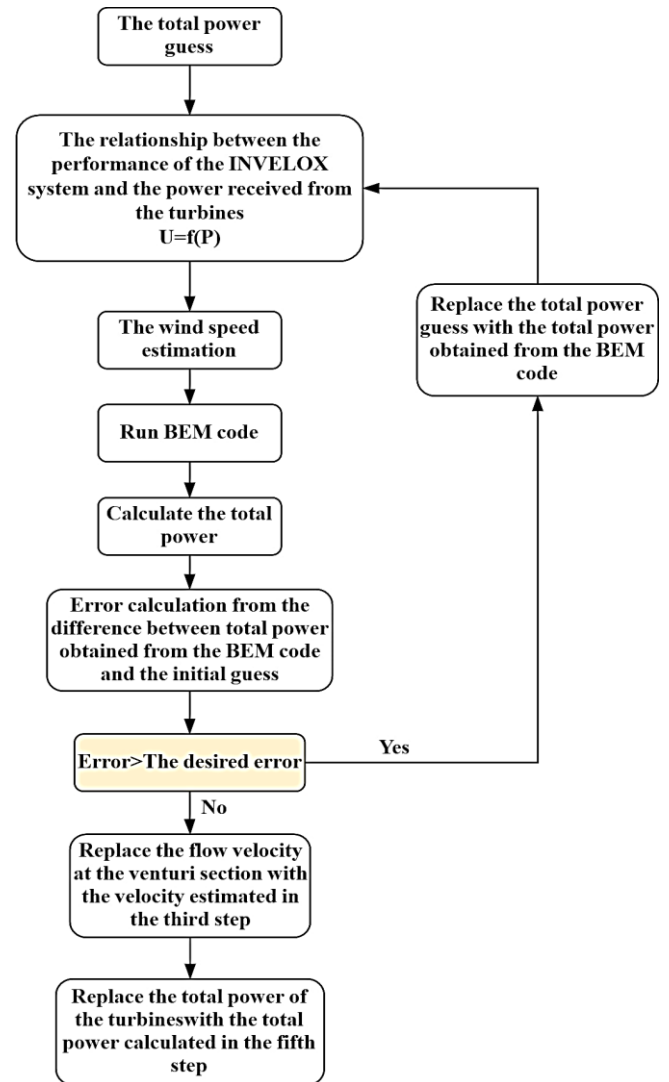 The total power
guess
The relationship between the
performance of the INVELOX
system and the power received from
the turbines
U=f(P)
The wind speed
estimation
Run BEM code
Calculate the total
power
Error calculation from the
difference between total power
obtained from the BEM code
and the initial guess
Error>The desired error
Yes
Replace the total power
guess with the total power
obtained from the BEM
code
No
Replace the flow velocity
at the venturi section with
the velocity estimated in
the third step
Replace the total power of
the turbineswith the total
power calculated in the fifth
step